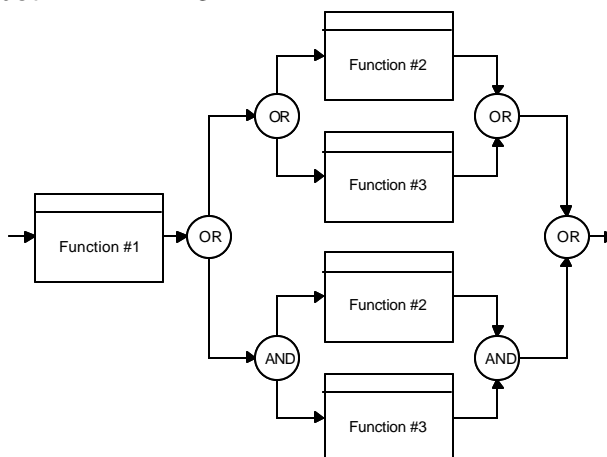 Function #2
OR
OR
Function #3
Function #1
OR
OR
Function #2
AND
AND
Function #3